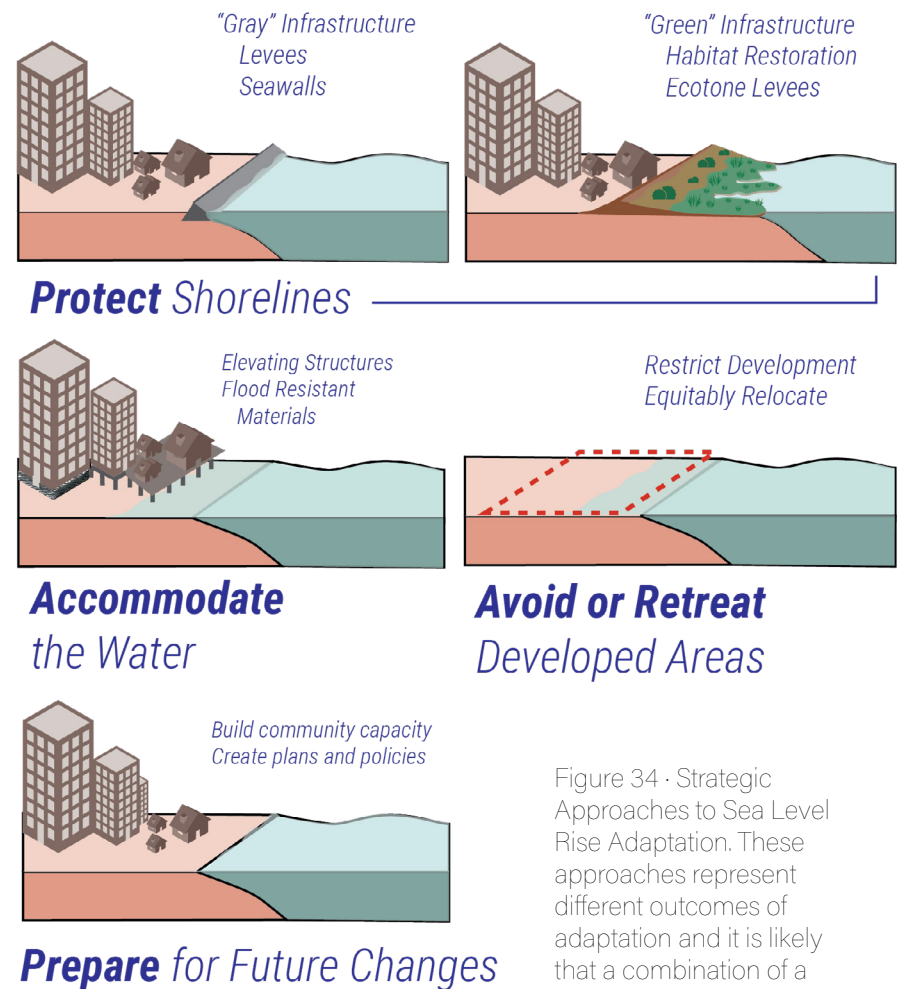 “Gray” Infrastructure
Levees
Seawalls
“Green” Infrastructure
Habitat Restoration
Ecotone Levees
Protect Shorelines
Elevating Structures
Flood Resistant
Materials
Restrict Development
Equitably Relocate
Accommodate
the Water
Avoid or Retreat
Developed Areas
Build community capacity
Create plans and policies
Prepare for Future Changes
Figure 34 · Strategic
Approaches to Sea Level
Rise Adaptation. These
approaches represent
different outcomes of
adaptation and it is likely
that a combination of a